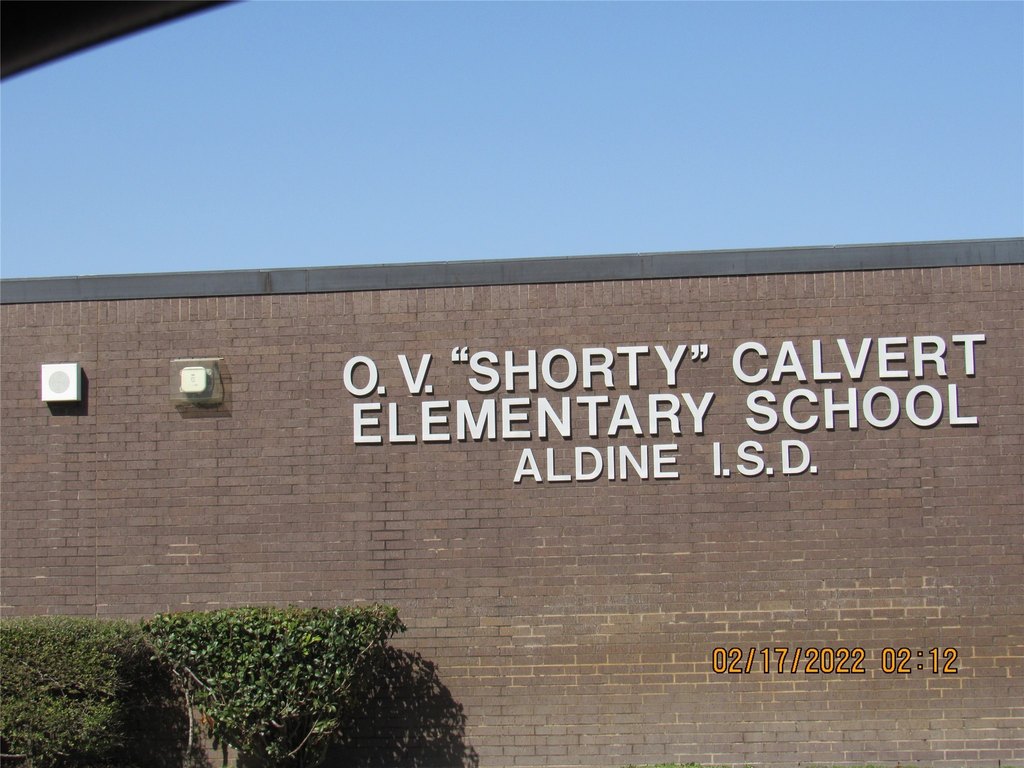 O. V. “SHORTY” CALVERT
ELEMENTARY SCHOOL
ALDINE I.S.D.
02/17/2022 02:12